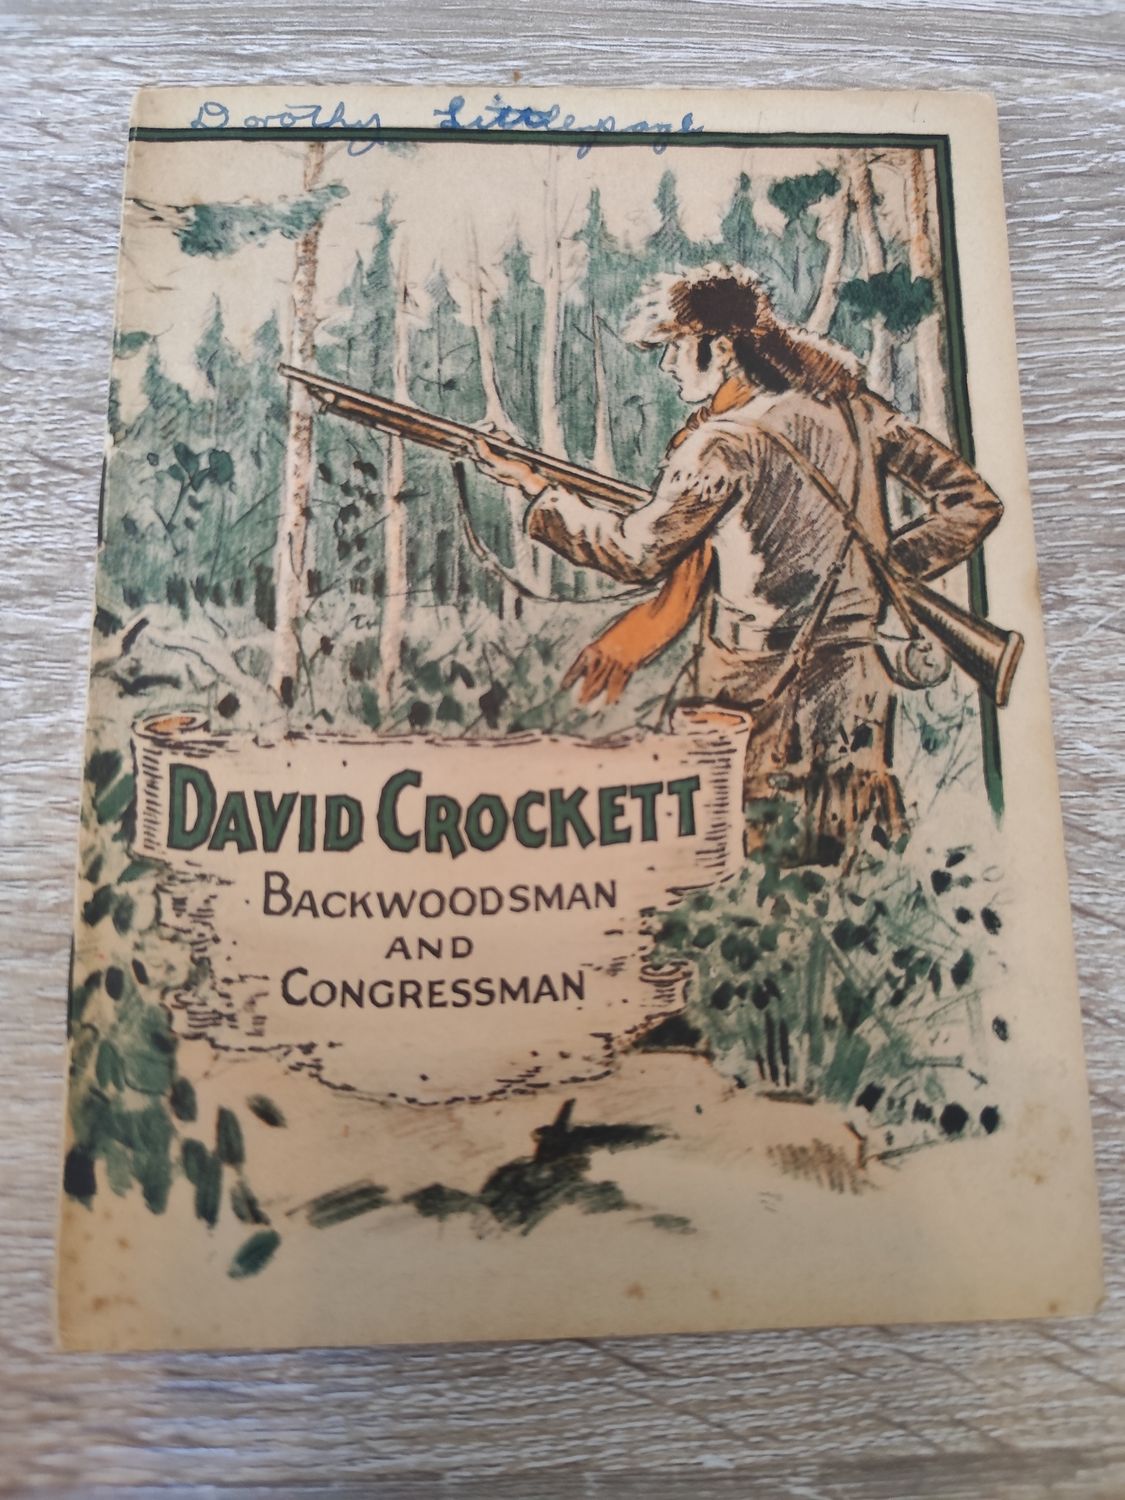 Dorothy Littlepage
DAVID CROCKETT
BACKWOODSMAN
AND
CONGRESSMAN